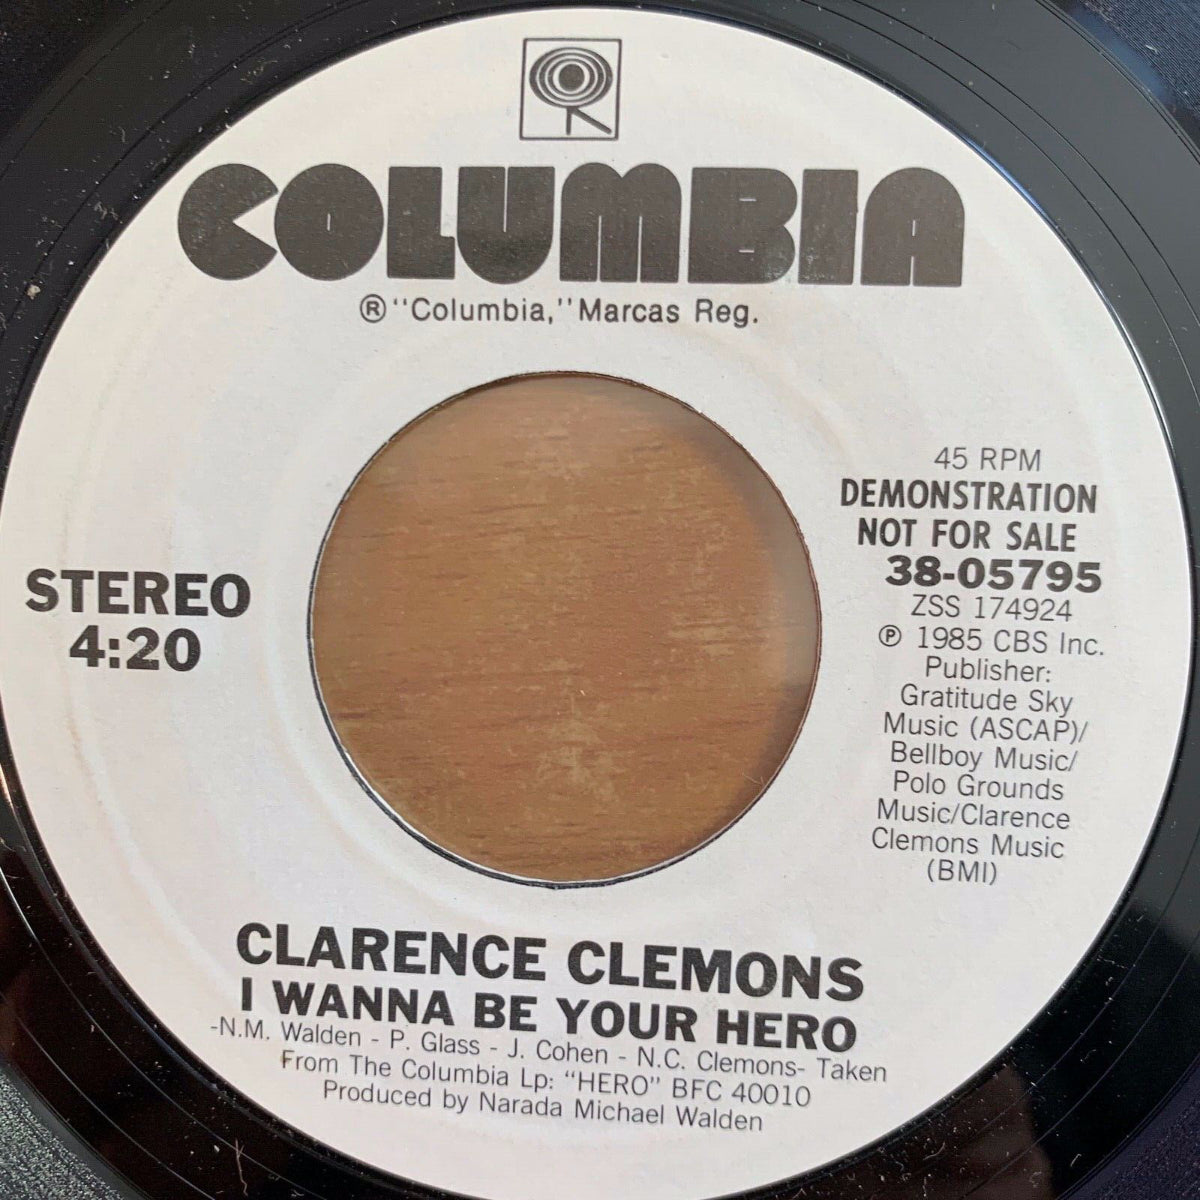 COLUMBIA
® "Columbia," Marcas Reg.
45 RPM
DEMONSTRATION
NOT FOR SALE
38-05795
ZSS 174924
℗ 1985 CBS Inc.
Publisher:
Gratitude Sky
Music (ASCAP)/
Bellboy Music/
Polo Grounds
Music/Clarence
Clemons Music
(BMI)
STEREO
4:20
CLARENCE CLEMONS
I WANNA BE YOUR HERO
-N.M. Walden - P. Glass - J. Cohen - N.C. Clemons- Taken
From The Columbia Lp: "HERO" BFC 40010
Produced by Narada Michael Walden